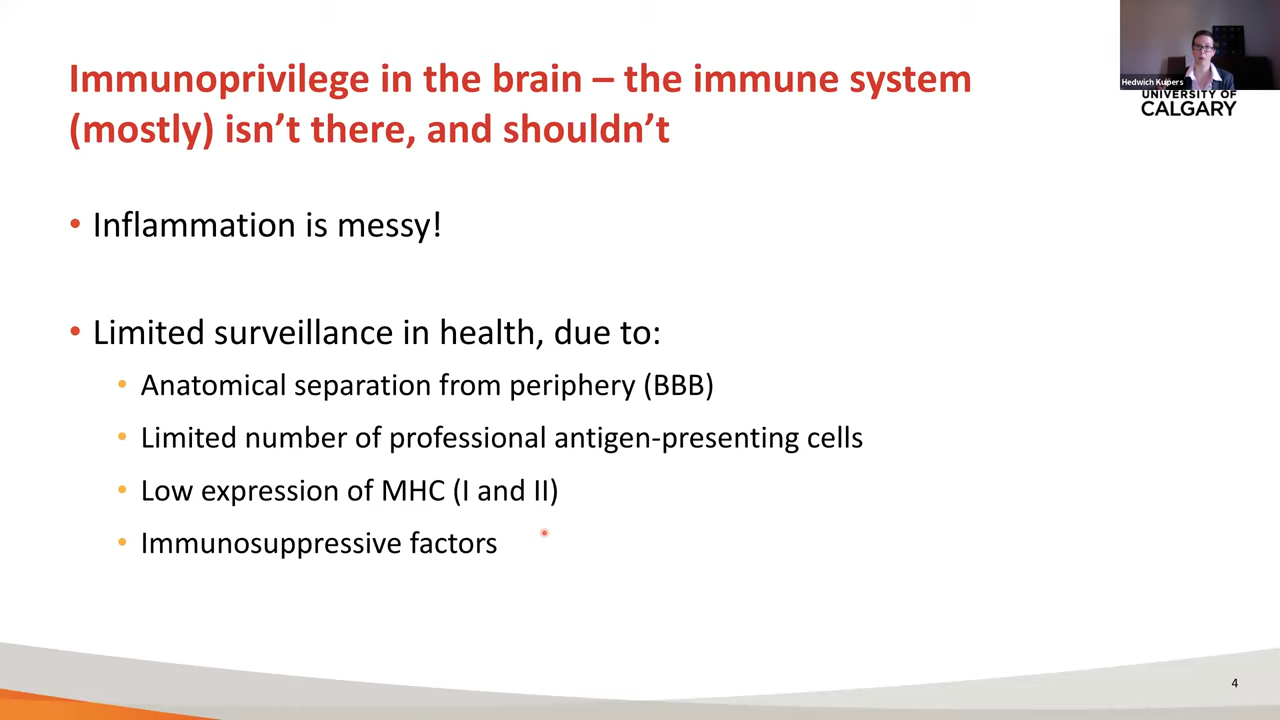 Immunoprivilege in the brain – the immune system
(mostly) isn’t there, and shouldn’t
Hedwich Kuipers
UNIVERSITY OF
CALGARY
• Inflammation is messy!
• Limited surveillance in health, due to:
• Anatomical separation from periphery (BBB)
• Limited number of professional antigen-presenting cells
• Low expression of MHC (I and II)
• Immunosuppressive factors
4